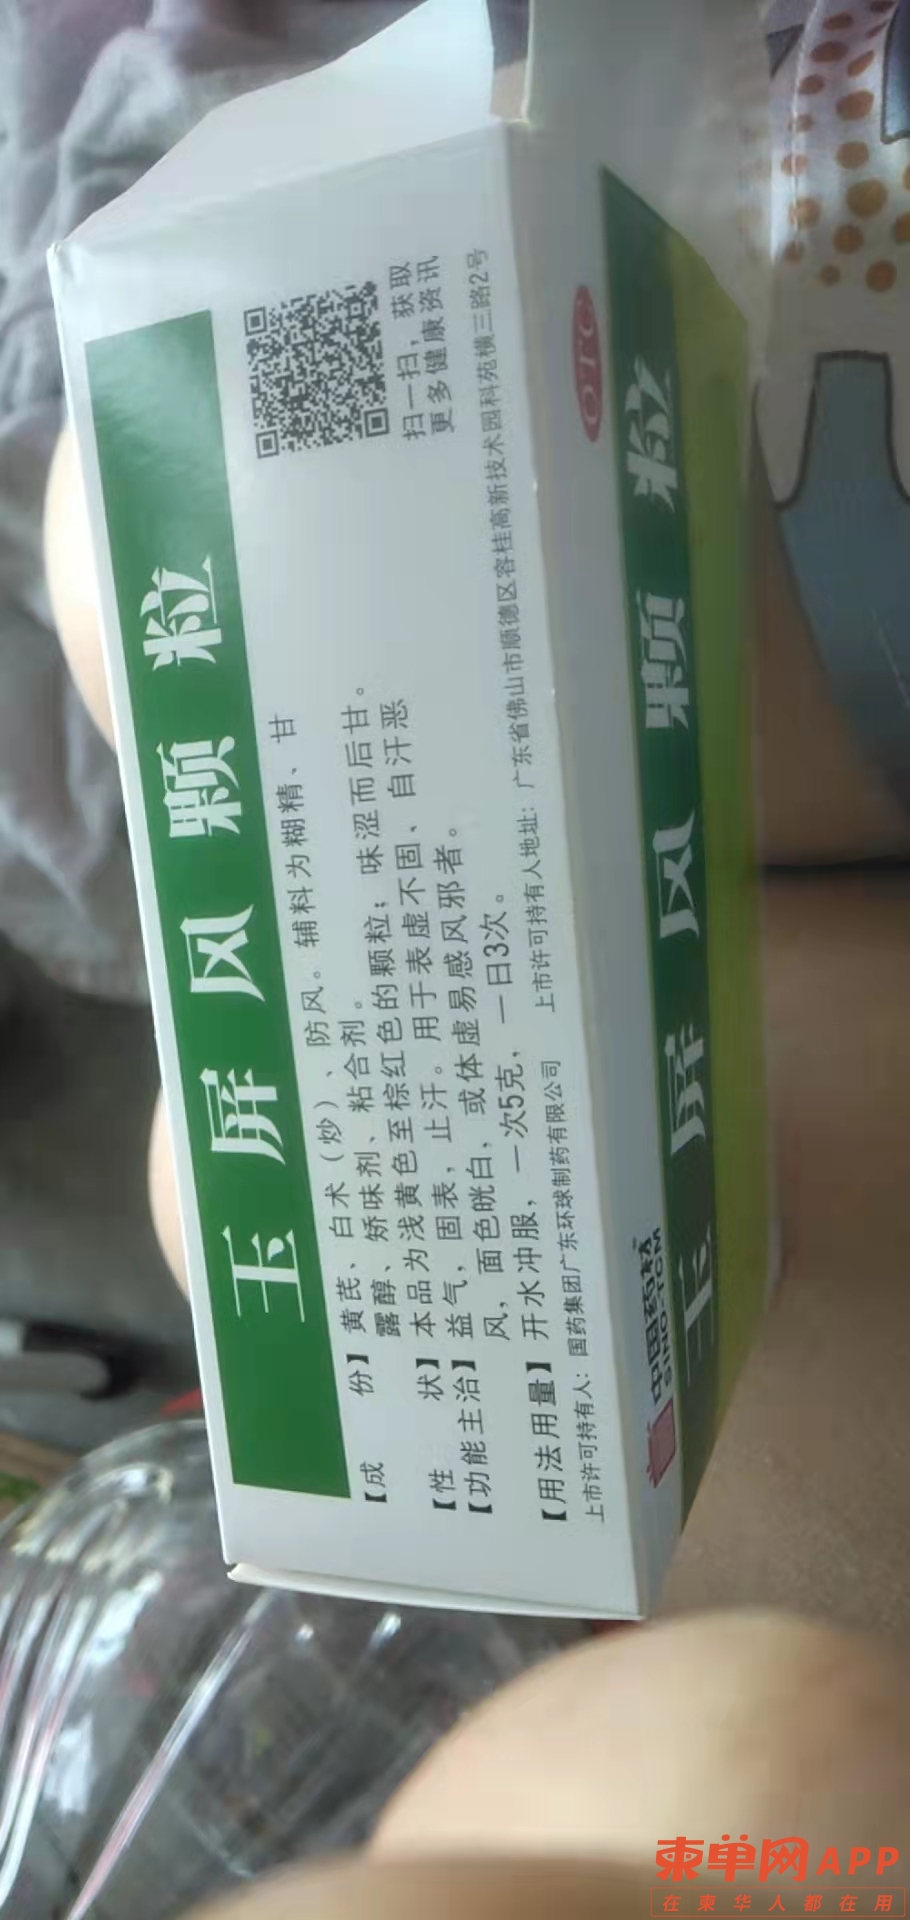 玉屏风颗粒
【成 份】黄芪、白术（炒）、防风。辅料为糊精、甘
露醇、矫味剂、粘合剂。
【性 状】本品为浅黄色至棕红色的颗粒；味涩而后甘。
【功能主治】益气，固表，止汗。用于表虚不固、自汗恶
风，面色㿠白，或体虚易感风邪者。
【用法用量】开水冲服，一次5克，一日3次。
上市许可持有人：国药集团广东环球制药有限公司 上市许可持有人地址：广东省佛山市顺德区容桂高新技术园科苑横三路2号
扫一扫，获取
更多健康资讯
OTC
中国药材
SINO-TCM
玉屏风颗粒
柬单网APP
在柬华人都在用